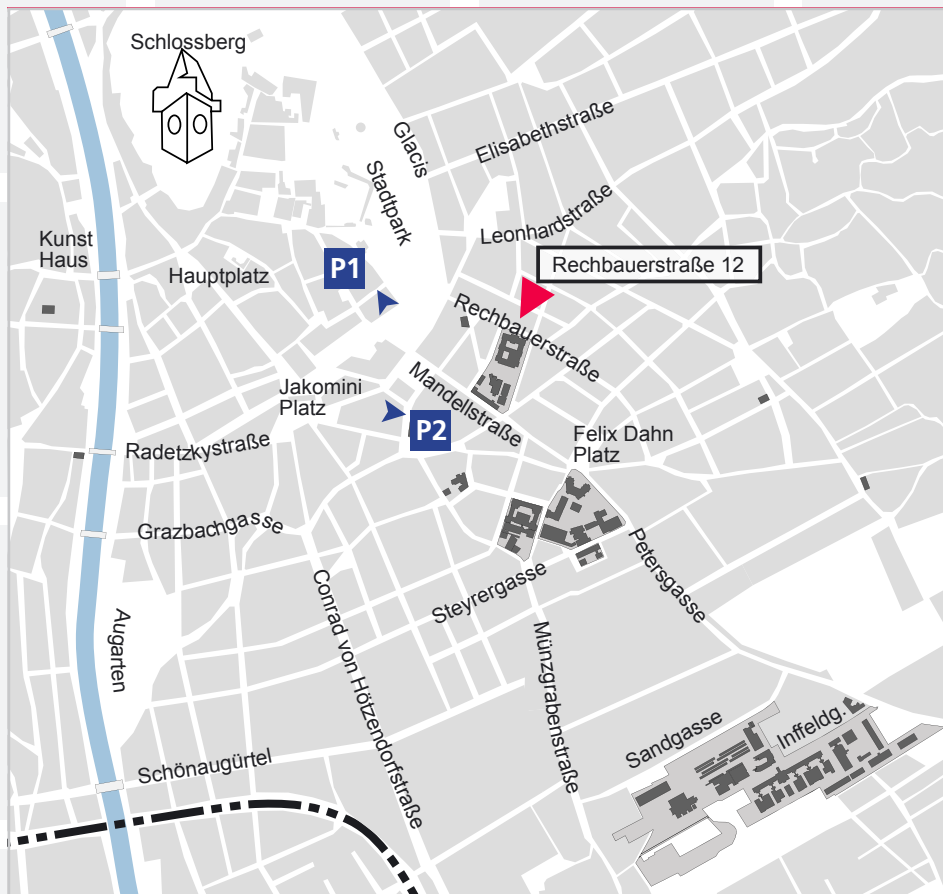 Schlossberg
Glacis
Elisabethstraße
Stadtpark
Leonhardstraße
Kunst
Haus
Hauptplatz
P1
Rechbauerstraße 12
Rechbauerstraße
Jakomini
Platz
Mandellstraße
P2
Felix Dahn
Platz
Radetzkystraße
Grazbachgasse
Petersgasse
Steyrergasse
Conrad von Hötzendorfstraße
Augarten
Münzgrabenstraße
Sandgasse
Inffeldg.
Schönaugürtel